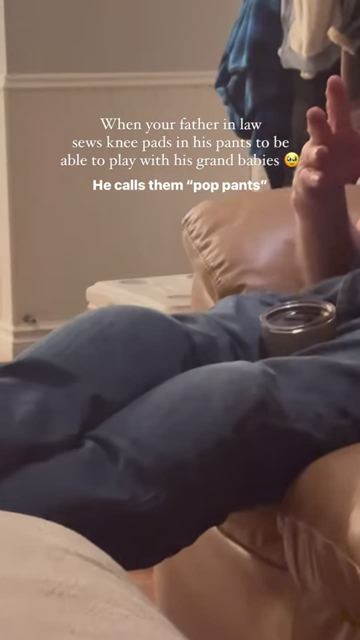 When your father in law
sews knee pads in his pants to be
able to play with his grand babies 🥹
He calls them “pop pants”